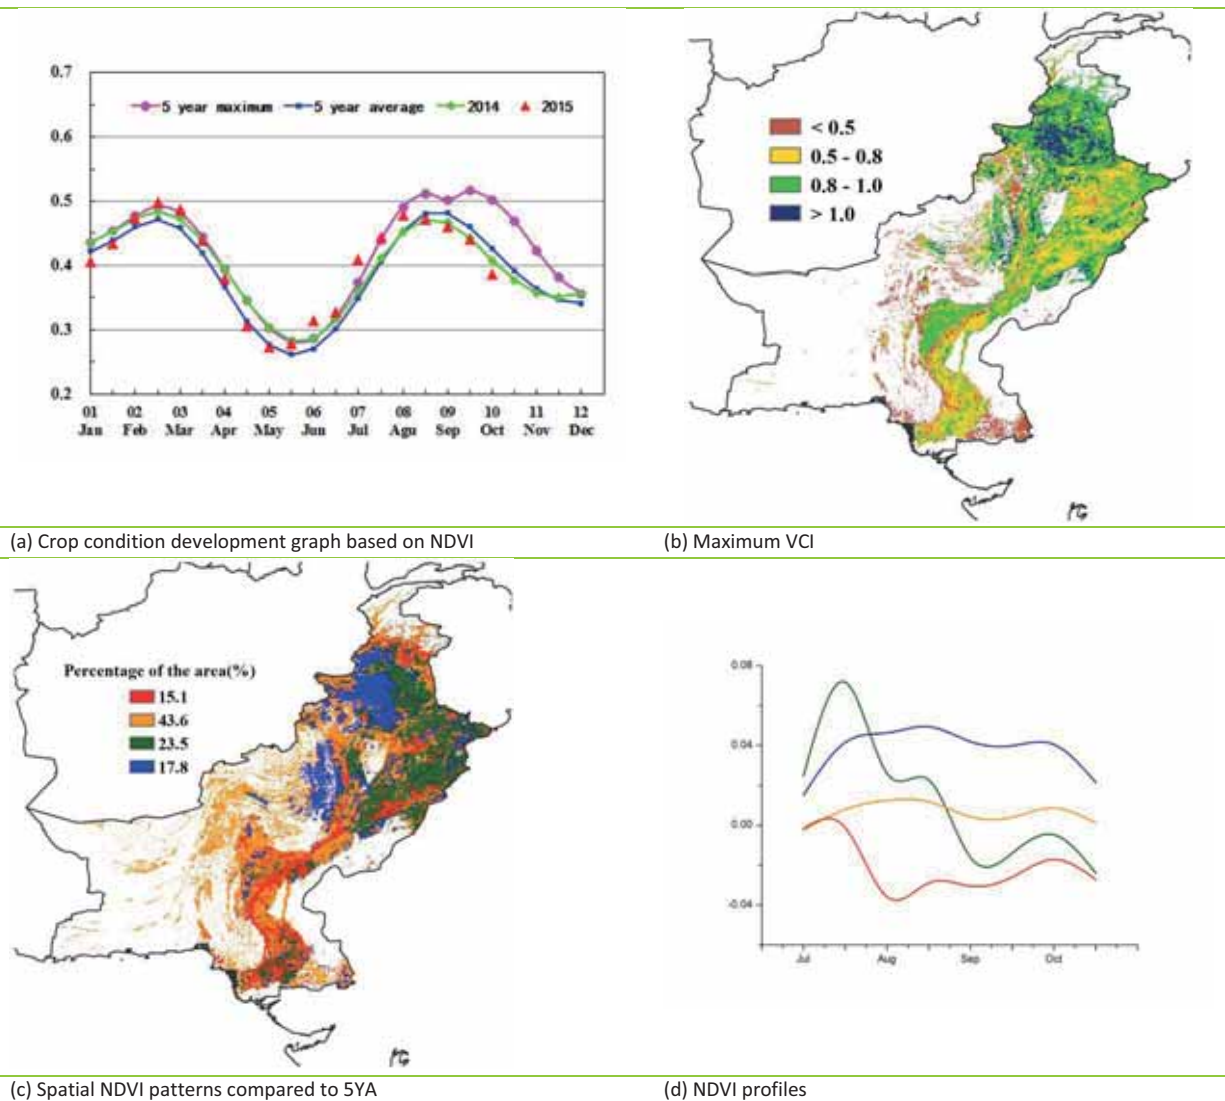 0.7
5 year maximum 5 year average 2014 2015
0.6
0.5
0.4
0.3
0.2
01 02 03 04 05 06 07 08 09 10 11 12
Jan Feb Mar Apr May Jun Jul Agu Sep Oct Nov Dec
< 0.5
0.5 - 0.8
0.8 - 1.0
> 1.0
(a) Crop condition development graph based on NDVI
(b) Maximum VCI
Percentage of the area(%)
15.1
43.6
23.5
17.8
0.08
0.04
0.00
-0.04
Jul Aug Sep Oct
(c) Spatial NDVI patterns compared to 5YA
(d) NDVI profiles